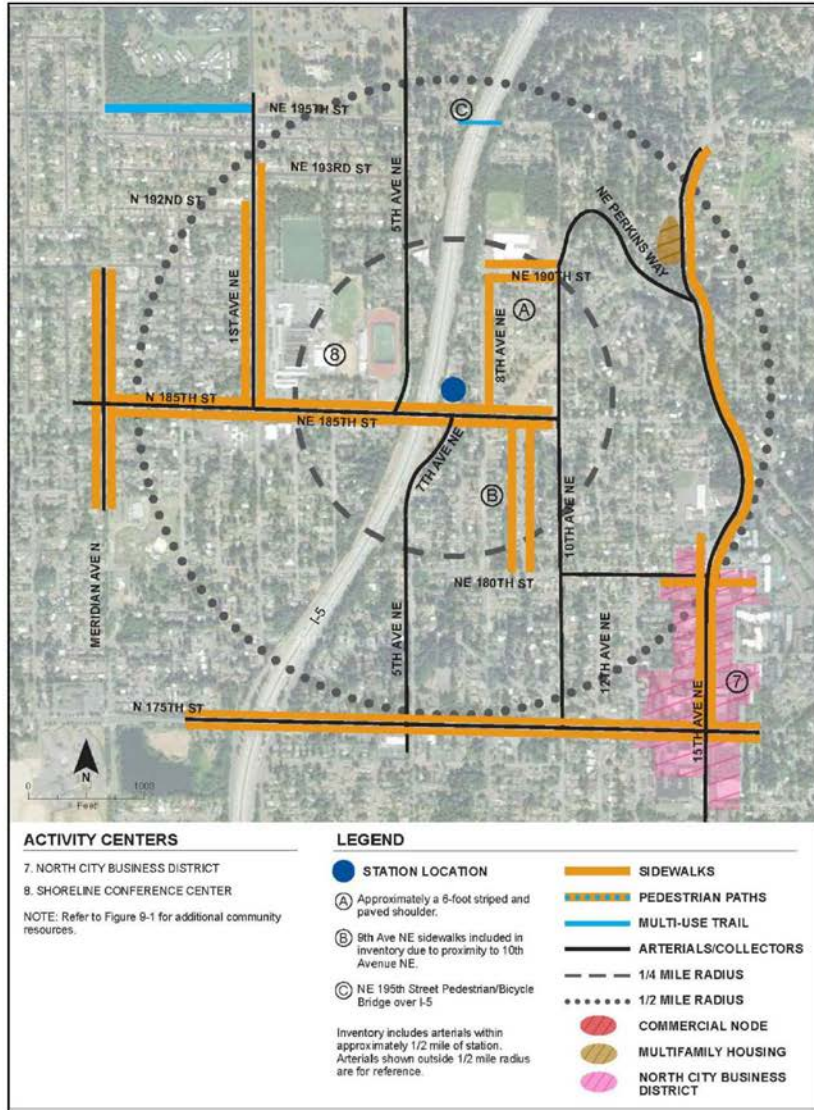 NE 195TH ST
C
NE 193RD ST
N 192ND ST
5TH AVE NE
NE PERKINS WAY
NE 190TH ST
A
1ST AVE NE
8TH AVE NE
8
N 185TH ST
NE 185TH ST
7TH AVE NE
B
10TH AVE NE
MERIDIAN AVE N
NE 180TH ST
I-5
5TH AVE NE
12TH AVE NE
7
15TH AVE NE
N 175TH ST
N
0
1000
Feet
ACTIVITY CENTERS
7. NORTH CITY BUSINESS DISTRICT
8. SHORELINE CONFERENCE CENTER
NOTE: Refer to Figure 9-1 for additional community
resources.
LEGEND
STATION LOCATION
A Approximately a 6-foot striped and
paved shoulder.
B 9th Ave NE sidewalks included in
inventory due to proximity to 10th
Avenue NE.
C NE 195th Street Pedestrian/Bicycle
Bridge over I-5
Inventory includes arterials within
approximately 1/2 mile of station.
Arterials shown outside 1/2 mile radius
are for reference.
SIDEWALKS
PEDESTRIAN PATHS
MULTI-USE TRAIL
ARTERIALS/COLLECTORS
1/4 MILE RADIUS
1/2 MILE RADIUS
COMMERCIAL NODE
MULTIFAMILY HOUSING
NORTH CITY BUSINESS
DISTRICT